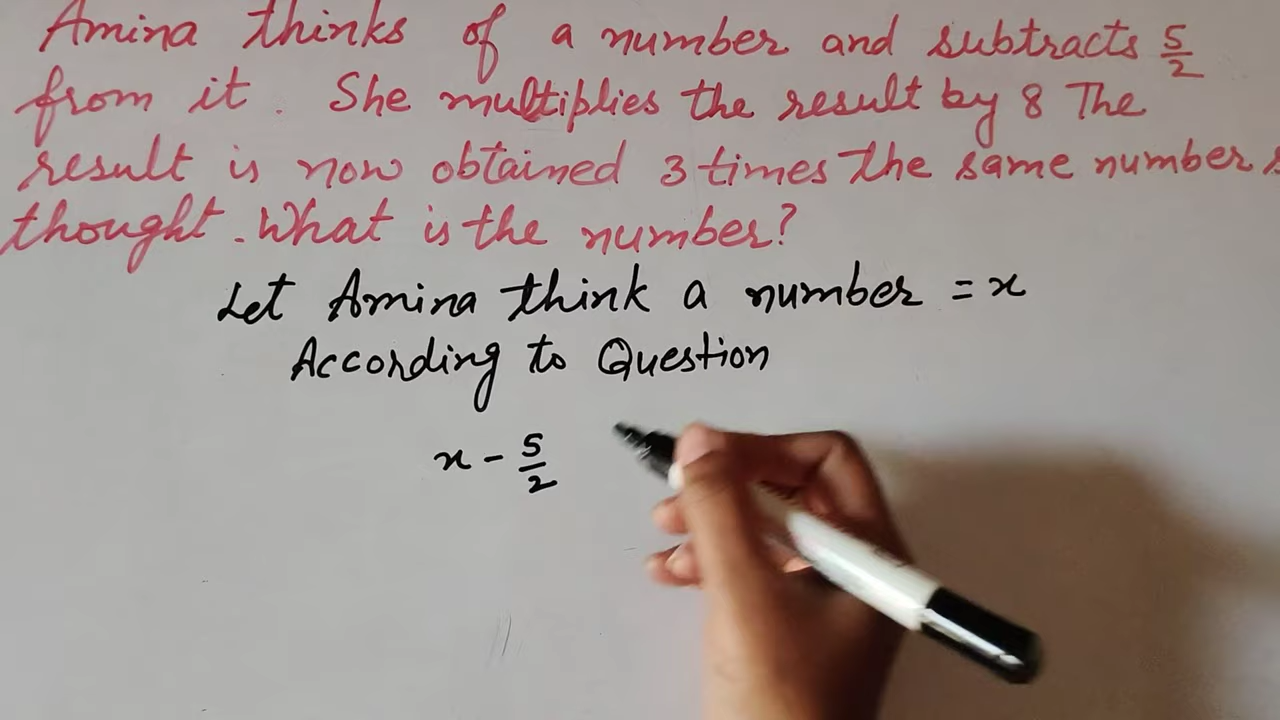 Amina thinks of a number and subtracts 5/2
from it. She multiplies the result by 8 The
result is now obtained 3 times the same number s
thought. What is the number?
Let Amina think a number = x
According to Question
x - 5/2